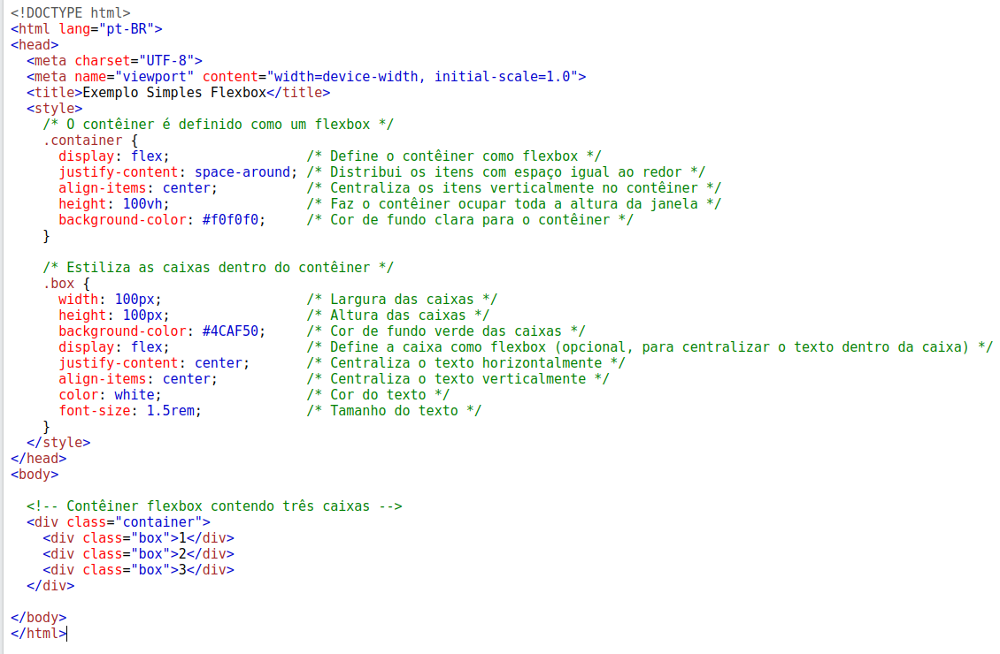 <!DOCTYPE html>
<html lang="pt-BR">
<head>
  <meta charset="UTF-8">
  <meta name="viewport" content="width=device-width, initial-scale=1.0">
  <title>Exemplo Simples Flexbox</title>
  <style>
    /* O contêiner é definido como um flexbox */
    .container {
      display: flex;                 /* Define o contêiner como flexbox */
      justify-content: space-around; /* Distribui os itens com espaço igual ao redor */
      align-items: center;           /* Centraliza os itens verticalmente no contêiner */
      height: 100vh;                 /* Faz o contêiner ocupar toda a altura da janela */
      background-color: #f0f0f0;     /* Cor de fundo clara para o contêiner */
    }

    /* Estiliza as caixas dentro do contêiner */
    .box {
      width: 100px;                  /* Largura das caixas */
      height: 100px;                 /* Altura das caixas */
      background-color: #4CAF50;     /* Cor de fundo verde das caixas */
      display: flex;                 /* Define a caixa como flexbox (opcional, para centralizar o texto dentro da caixa) */
      justify-content: center;       /* Centraliza o texto horizontalmente */
      align-items: center;           /* Centraliza o texto verticalmente */
      color: white;                  /* Cor do texto */
      font-size: 1.5rem;             /* Tamanho do texto */
    }
  </style>
</head>
<body>

  <!-- Contêiner flexbox contendo três caixas -->
  <div class="container">
    <div class="box">1</div>
    <div class="box">2</div>
    <div class="box">3</div>
  </div>

</body>
</html>